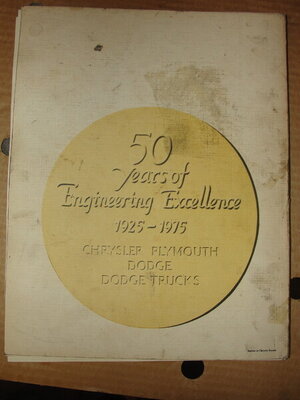 50
Years of
Engineering Excellence
1925-1975
CHRYSLER PLYMOUTH
DODGE
DODGE TRUCKS